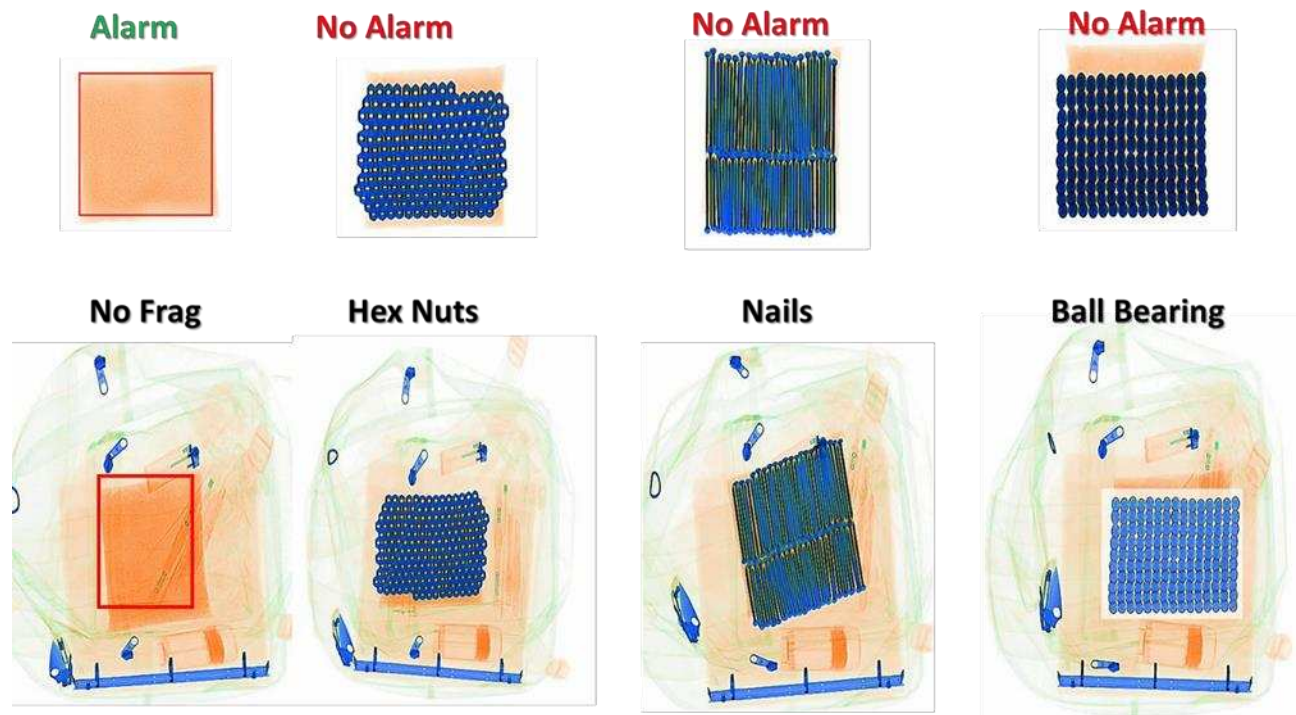 Alarm
No Alarm
No Alarm
No Alarm
No Frag
Hex Nuts
Nails
Ball Bearing